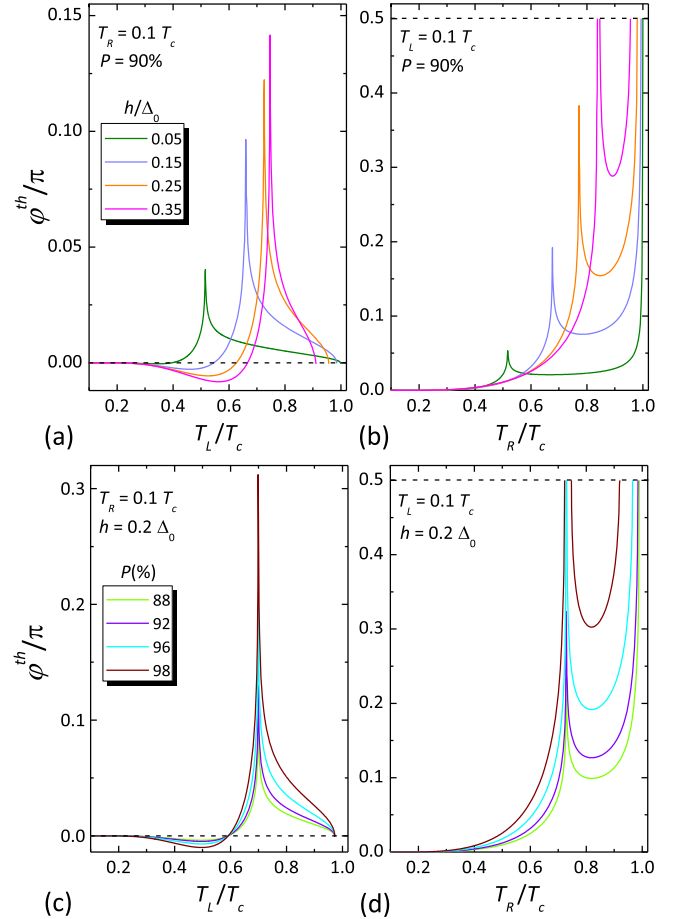 T_R = 0.1 T_c
P = 90%
h/Δ_0
0.05
0.15
0.25
0.35
φ^th/π
0.15
0.10
0.05
0.00
0.2 0.4 0.6 0.8 1.0
(a)
T_L/T_c
T_L = 0.1 T_c
P = 90%
0.5
0.4
0.3
0.2
0.1
0.0
0.2 0.4 0.6 0.8 1.0
(b)
T_R/T_c
T_R = 0.1 T_c
h = 0.2 Δ_0
P(%)
88
92
96
98
φ^th/π
0.3
0.2
0.1
0.0
0.2 0.4 0.6 0.8 1.0
(c)
T_L/T_c
T_L = 0.1 T_c
h = 0.2 Δ_0
0.5
0.4
0.3
0.2
0.1
0.0
0.2 0.4 0.6 0.8 1.0
(d)
T_R/T_c